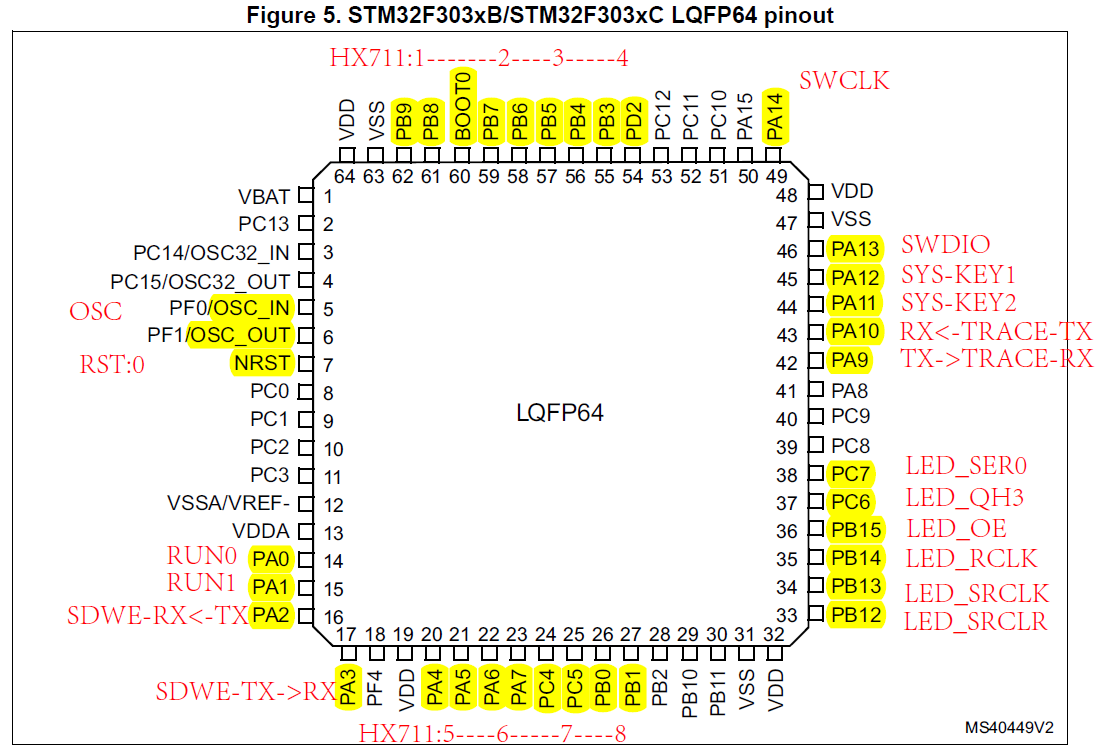 Figure 5. STM32F303xB/STM32F303xC LQFP64 pinout
HX711:1-------2----3-----4
SWCLK
VDD
VSS
PB9
PB8
BOOT0
PB7
PB6
PB5
PB4
PB3
PD2
PC12
PC11
PC10
PA15
PA14
64 63 62 61 60 59 58 57 56 55 54 53 52 51 50 49
VBAT 1
PC13 2
PC14/OSC32_IN 3
PC15/OSC32_OUT 4
OSC
PF0/OSC_IN 5
PF1/OSC_OUT 6
RST:0 NRST 7
PC0 8
PC1 9
PC2 10
PC3 11
VSSA/VREF- 12
VDDA 13
RUN0 PA0 14
RUN1 PA1 15
SDWE-RX<-TX PA2 16
LQFP64
48 VDD
47 VSS
46 PA13 SWDIO
45 PA12 SYS-KEY1
44 PA11 SYS-KEY2
43 PA10 RX<-TRACE-TX
42 PA9 TX->TRACE-RX
41 PA8
40 PC9
39 PC8
38 PC7 LED_SER0
37 PC6 LED_QH3
36 PB15 LED_OE
35 PB14 LED_RCLK
34 PB13 LED_SRCLK
33 PB12 LED_SRCLR
17 18 19 20 21 22 23 24 25 26 27 28 29 30 31 32
SDWE-TX->RX
PA3
PF4
VDD
PA4
PA5
PA6
PA7
PC4
PC5
PB0
PB1
PB2
PB10
PB11
VSS
VDD
HX711:5----6-----7----8
MS40449V2